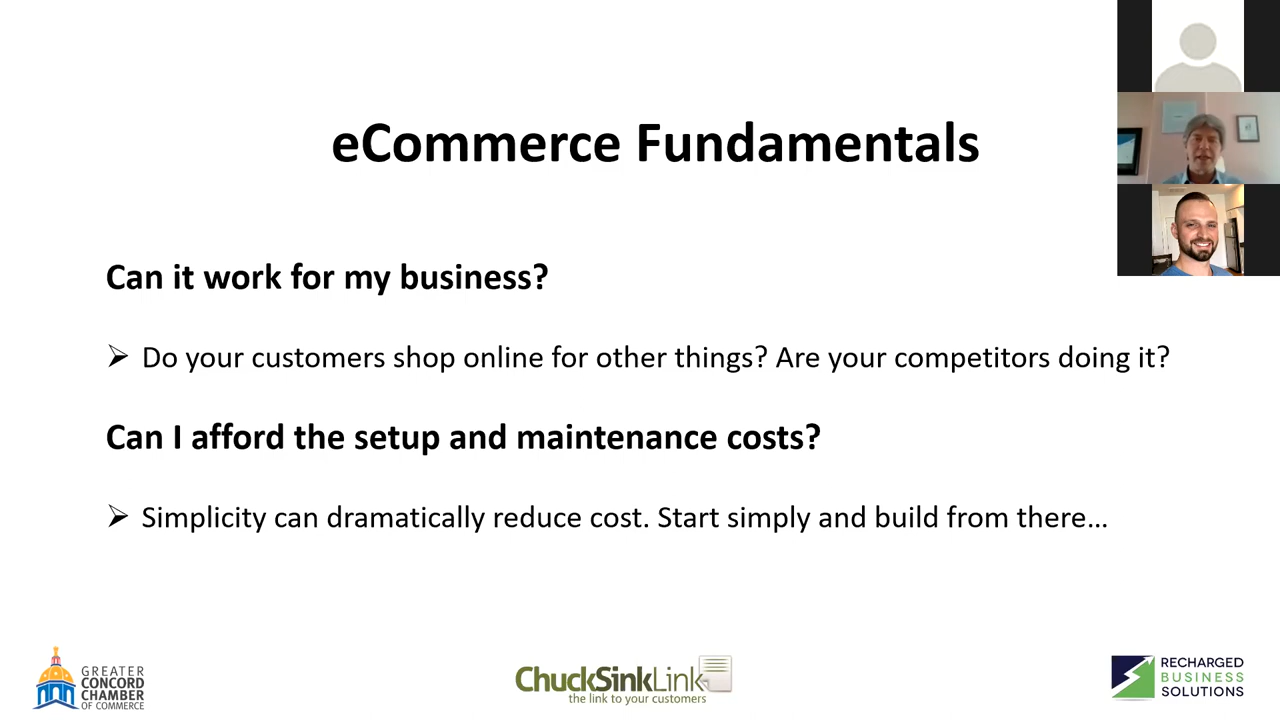 eCommerce Fundamentals
Can it work for my business?
➢ Do your customers shop online for other things? Are your competitors doing it?
Can I afford the setup and maintenance costs?
➢ Simplicity can dramatically reduce cost. Start simply and build from there…
GREATER
CONCORD
CHAMBER
OF COMMERCE
ChuckSinkLink
the link to your customers
RECHARGED
BUSINESS
SOLUTIONS